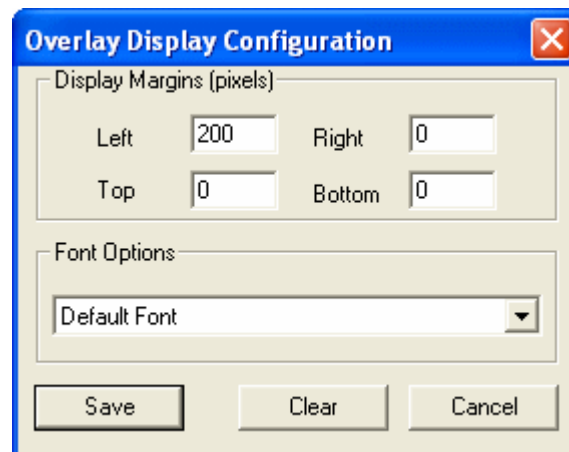 Overlay Display Configuration
Display Margins (pixels)
Left 200 Right 0
Top 0 Bottom 0
Font Options
Default Font
Save Clear Cancel